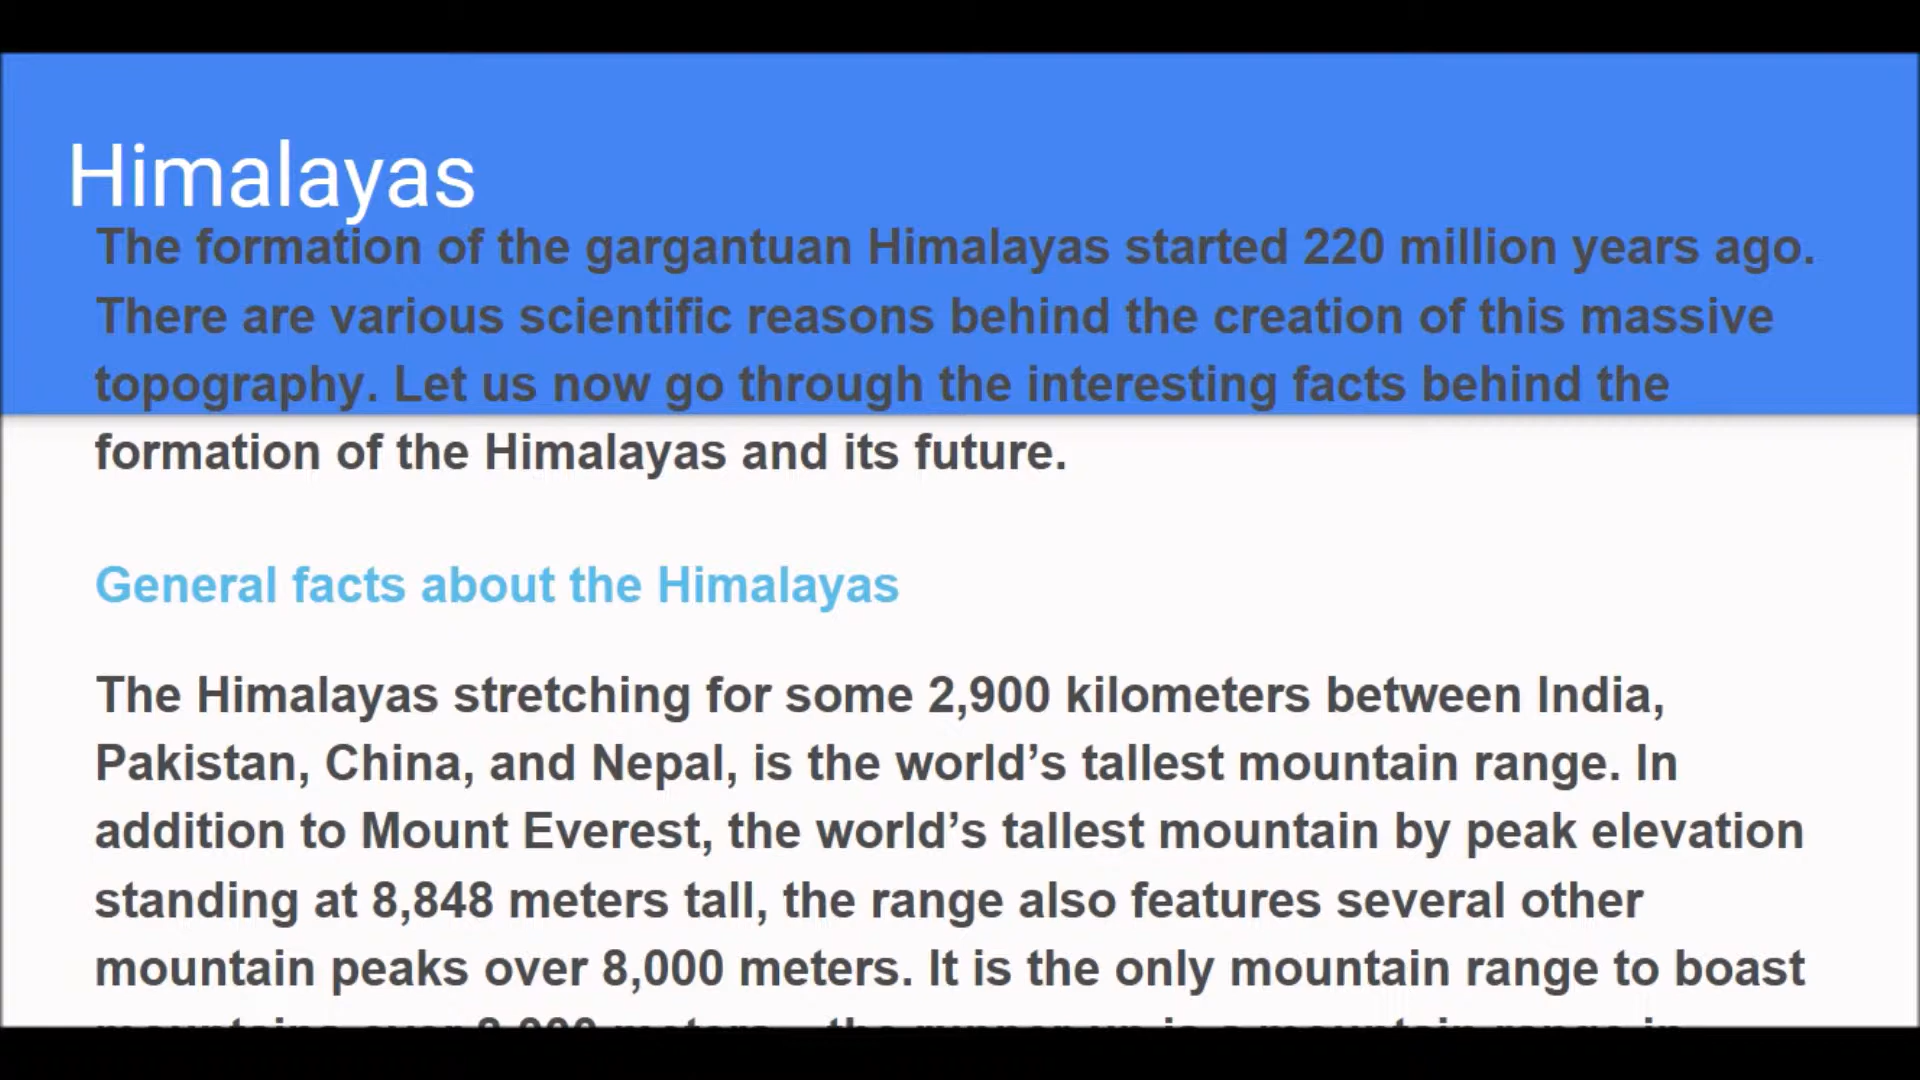 Himalayas
The formation of the gargantuan Himalayas started 220 million years ago.
There are various scientific reasons behind the creation of this massive
topography. Let us now go through the interesting facts behind the
formation of the Himalayas and its future.
General facts about the Himalayas
The Himalayas stretching for some 2,900 kilometers between India,
Pakistan, China, and Nepal, is the world’s tallest mountain range. In
addition to Mount Everest, the world’s tallest mountain by peak elevation
standing at 8,848 meters tall, the range also features several other
mountain peaks over 8,000 meters. It is the only mountain range to boast